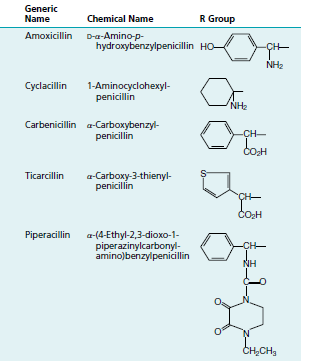 Generic
Name Chemical Name R Group
Amoxicillin D-α-Amino-p-
hydroxybenzylpenicillin HO CH
NH2
Cyclacillin 1-Aminocyclohexyl-
penicillin
NH2
Carbenicillin α-Carboxybenzyl- CH
penicillin
CO2H
Ticarcillin α-Carboxy-3-thienyl- S
penicillin
CH
CO2H
Piperacillin α-(4-Ethyl-2,3-dioxo-1- CH
piperazinylcarbonyl-
amino)benzylpenicillin NH
C O
O N
O N
CH2CH3